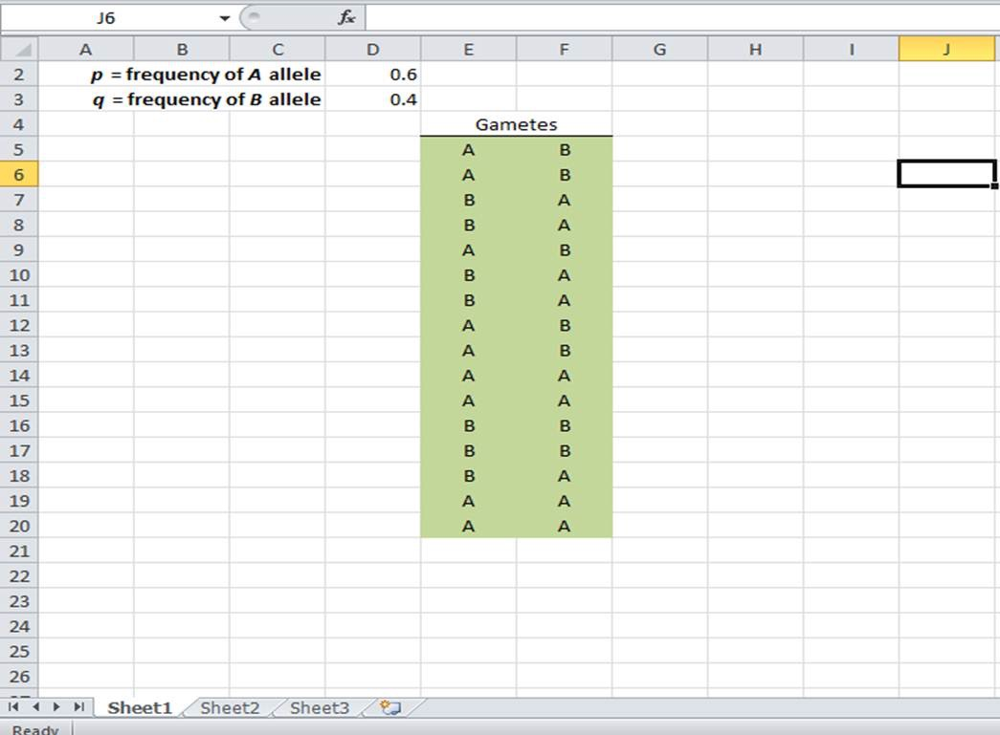 J6 fx
A B C D E F G H I J
2 p = frequency of A allele 0.6
3 q = frequency of B allele 0.4
4 Gametes
5 A B
6 A B
7 B A
8 B A
9 A B
10 B A
11 B A
12 A B
13 A B
14 A A
15 A A
16 B B
17 B B
18 B A
19 A A
20 A A
21
22
23
24
25
26
Sheet1 Sheet2 Sheet3
Ready